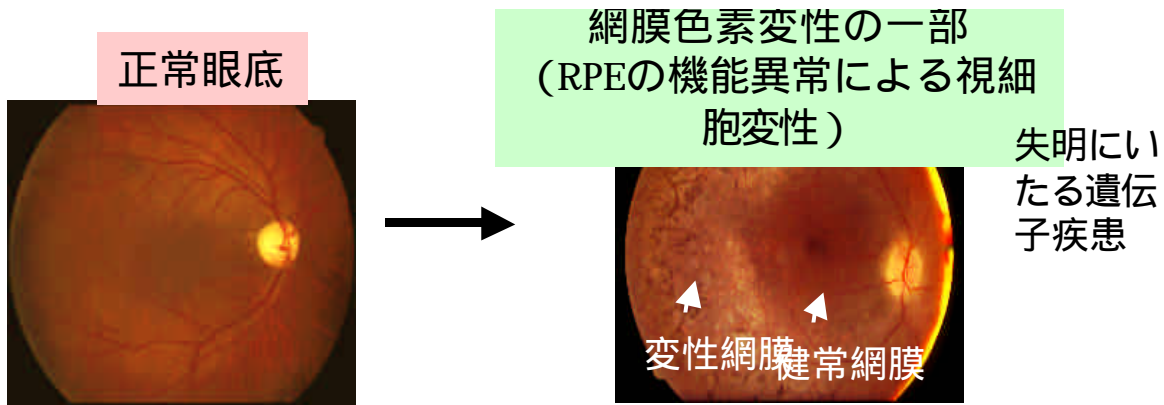 正常眼底
網膜色素変性の一部
(RPEの機能異常による視細
胞変性)
失明にい
たる遺伝
子疾患
変性網膜
健常網膜